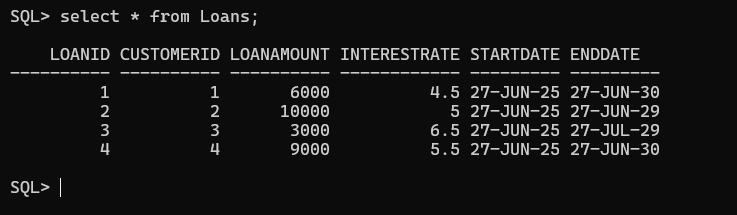 SQL> select * from Loans;
LOANID CUSTOMERID LOANAMOUNT INTERESTRATE STARTDATE ENDDATE
---------- ---------- ---------- ------------ --------- ---------
1 1 6000 4.5 27-JUN-25 27-JUN-30
2 2 10000 5 27-JUN-25 27-JUN-29
3 3 3000 6.5 27-JUN-25 27-JUL-29
4 4 9000 5.5 27-JUN-25 27-JUN-30
SQL>